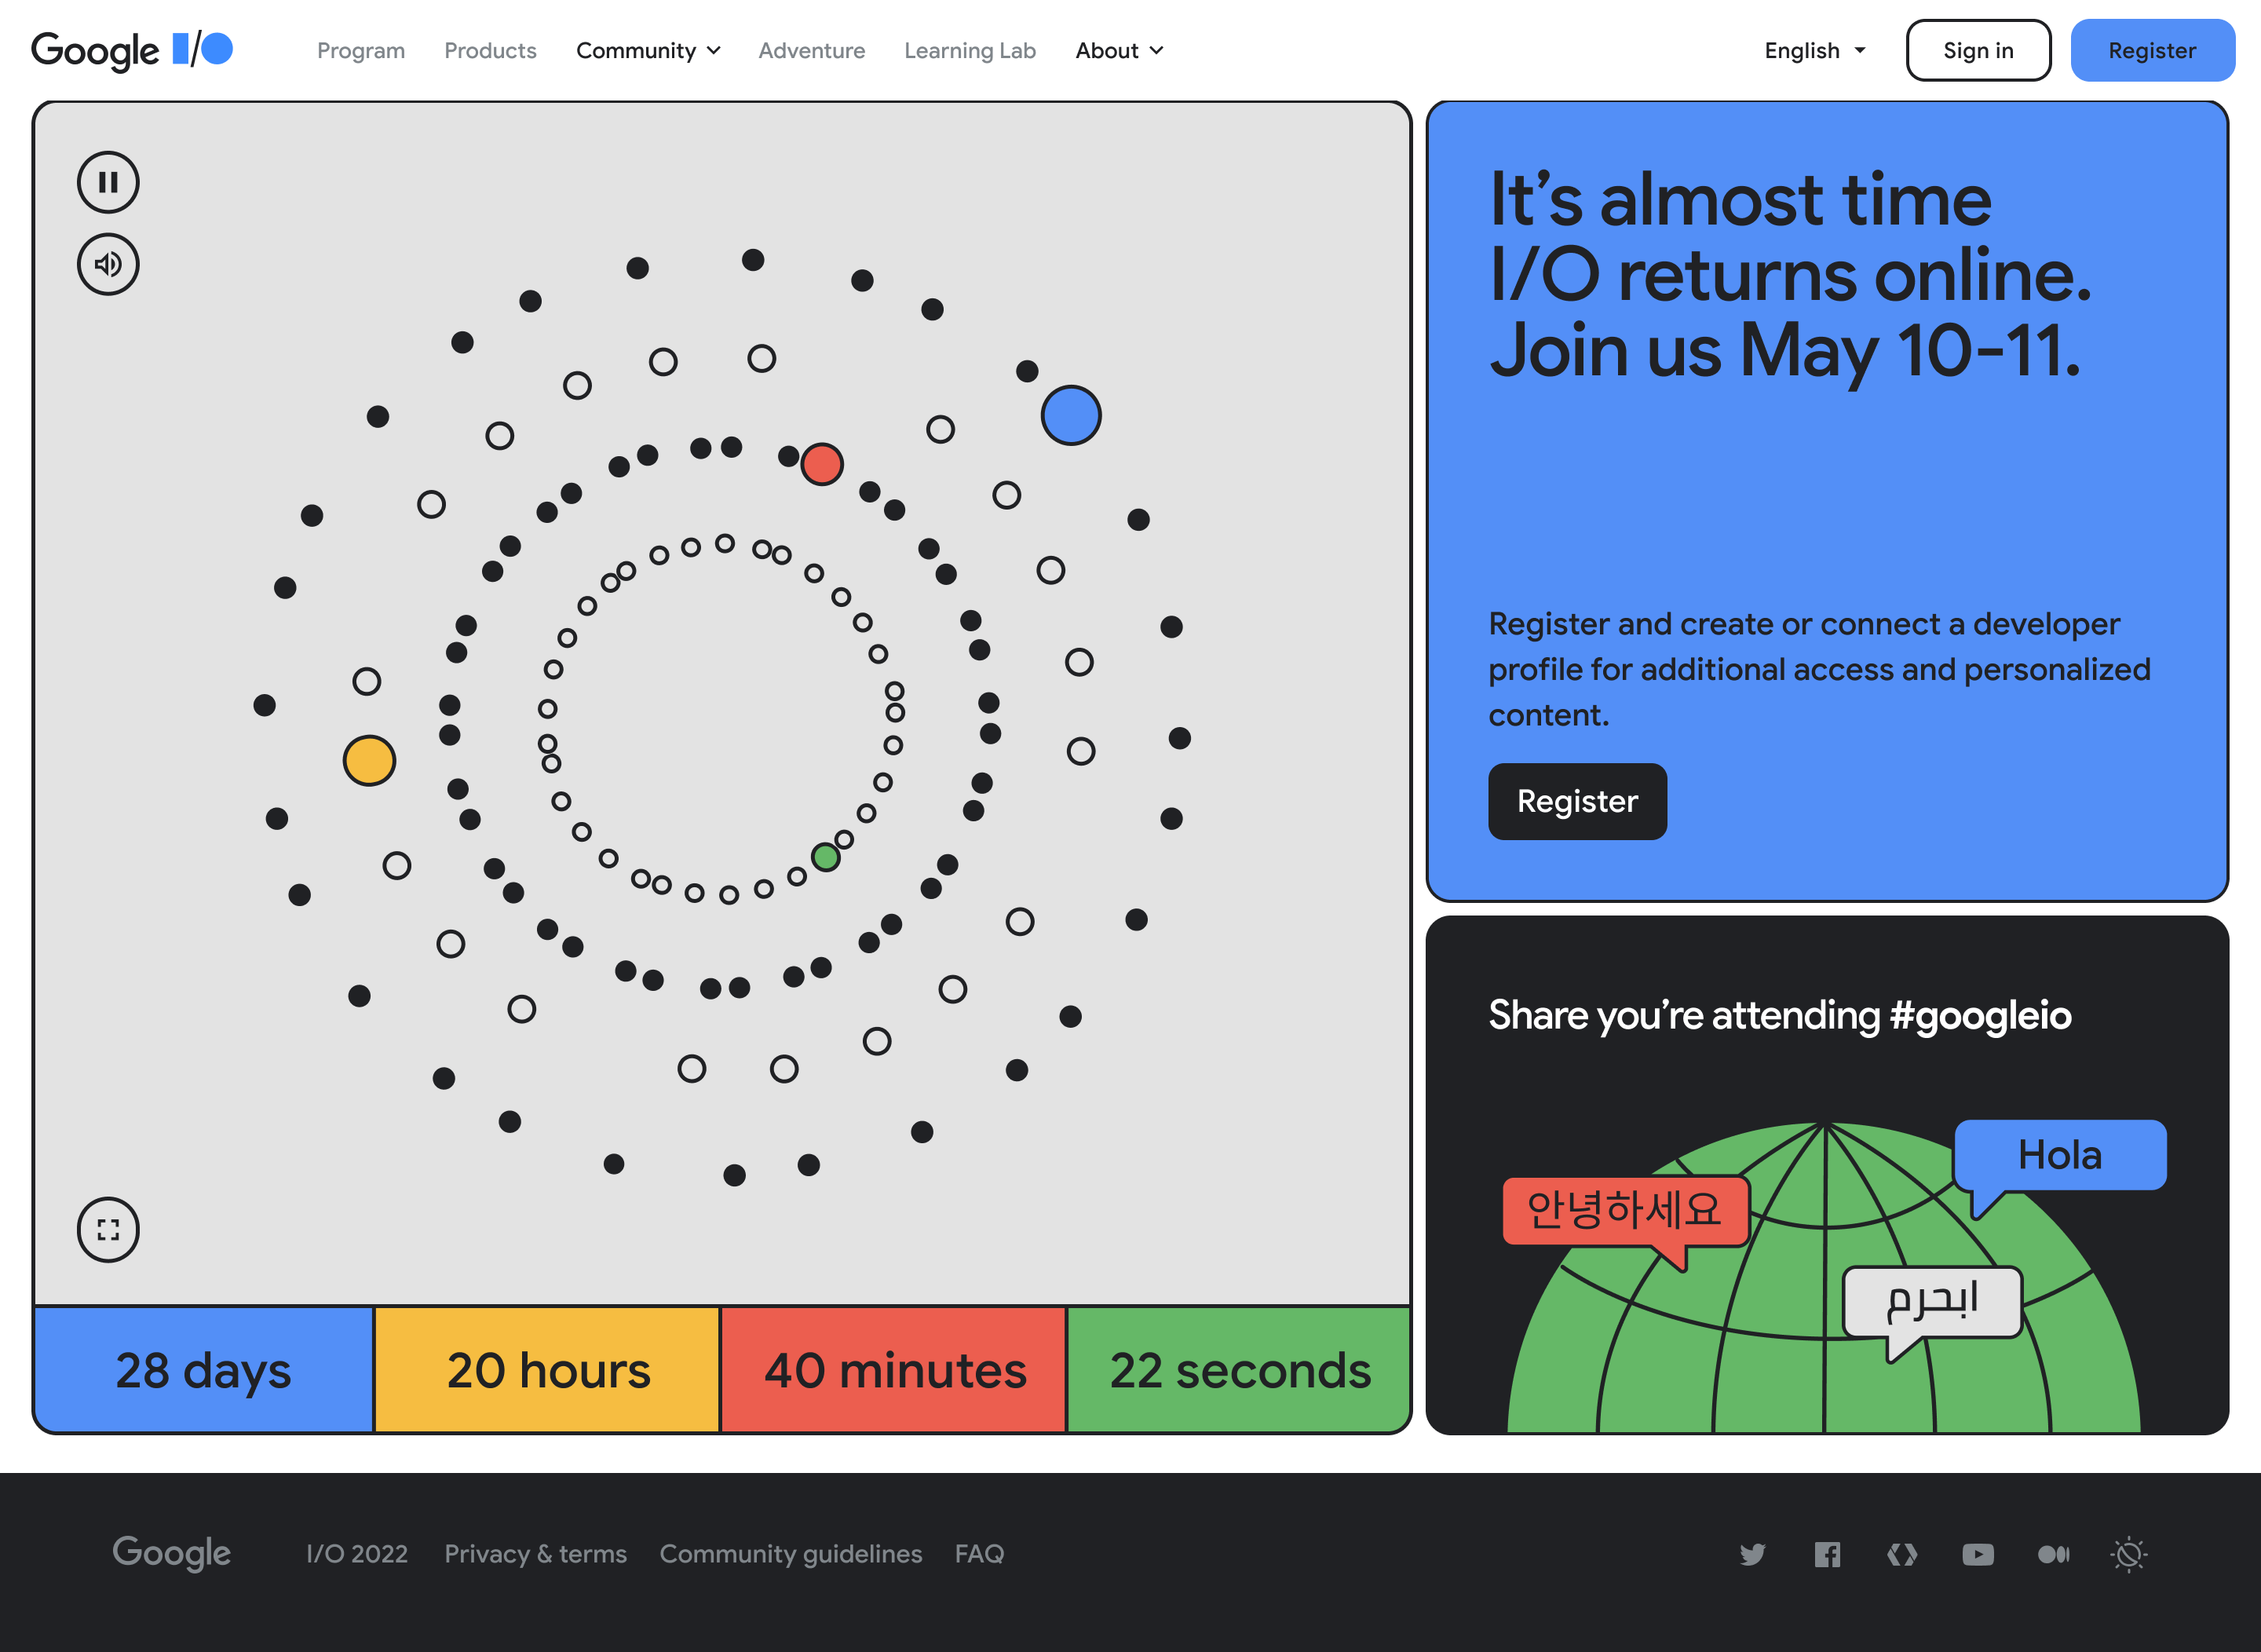 Google I/O
Program
Products
Community
Adventure
Learning Lab
About
English
Sign in
Register
It's almost time
I/O returns online.
Join us May 10-11.
Register and create or connect a developer
profile for additional access and personalized
content.
Register
28 days
20 hours
40 minutes
22 seconds
Share you're attending #googleio
Hola
안녕하세요
ابحرم
Google
I/O 2022
Privacy & terms
Community guidelines
FAQ